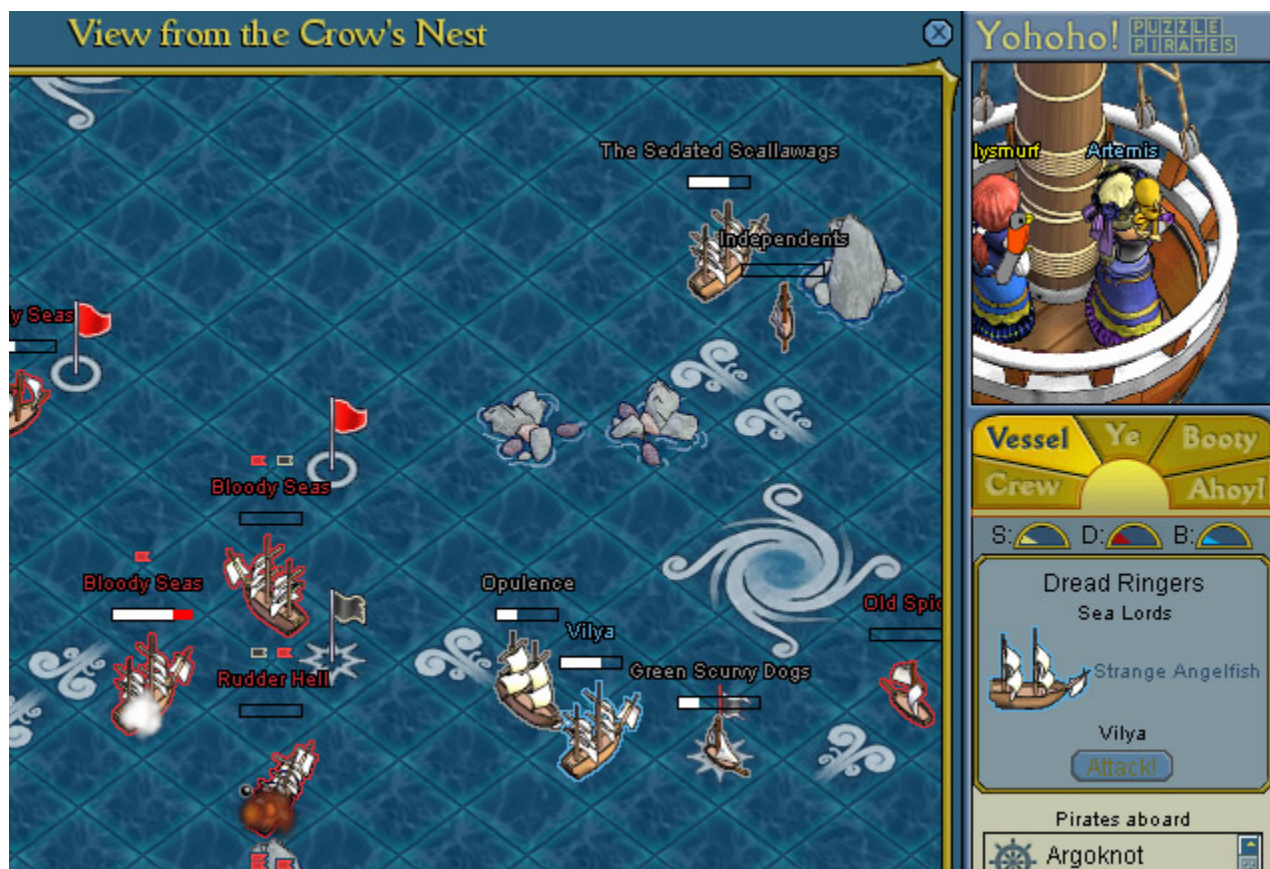 View from the Crow's Nest
Yohoho! PUZZLE PIRATES
The Sedated Scallawags
lysmurf
Artemis
Independents
y Seas
Vessel
Ye
Booty
Crew
Ahoy!
Bloody Seas
S:
D:
B:
Bloody Seas
Opulence
Dread Ringers
Old Spic
Sea Lords
Vilya
Green Scurvy Dogs
Strange Angelfish
Rudder Hell
Vilya
Attack!
Pirates aboard
Argoknot